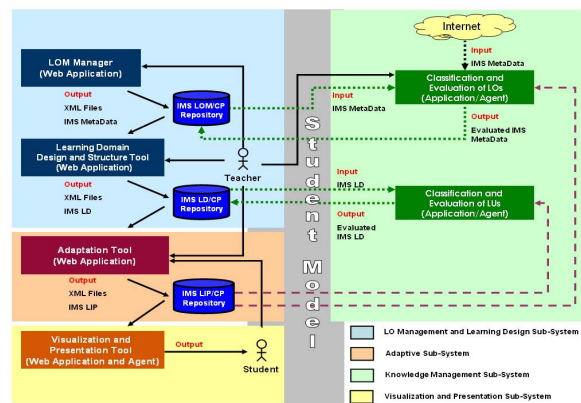 Internet
LOM Manager
(Web Application)
Input
IMS MetaData
Output
XML Files
IMS MetaData
IMS LOM/CP
Repository
Input
IMS MetaData
Classification and
Evaluation of LOs
(Application/Agent)
Output
Evaluated IMS
MetaData
Learning Domain
Design and Structure Tool
(Web Application)
Teacher
Output
XML Files
IMS LD
IMS LD/CP
Repository
Input
IMS LD
Output
Evaluated
IMS LD
Classification and
Evaluation of LUs
(Application/Agent)
Student Model
Adaptation Tool
(Web Application)
Output
XML Files
IMS LIP
IMS LIP/CP
Repository
Visualization and
Presentation Tool
(Web Application and Agent)
Output
Student
LO Management and Learning Design Sub-System
Adaptive Sub-System
Knowledge Management Sub-System
Visualization and Presentation Sub-System